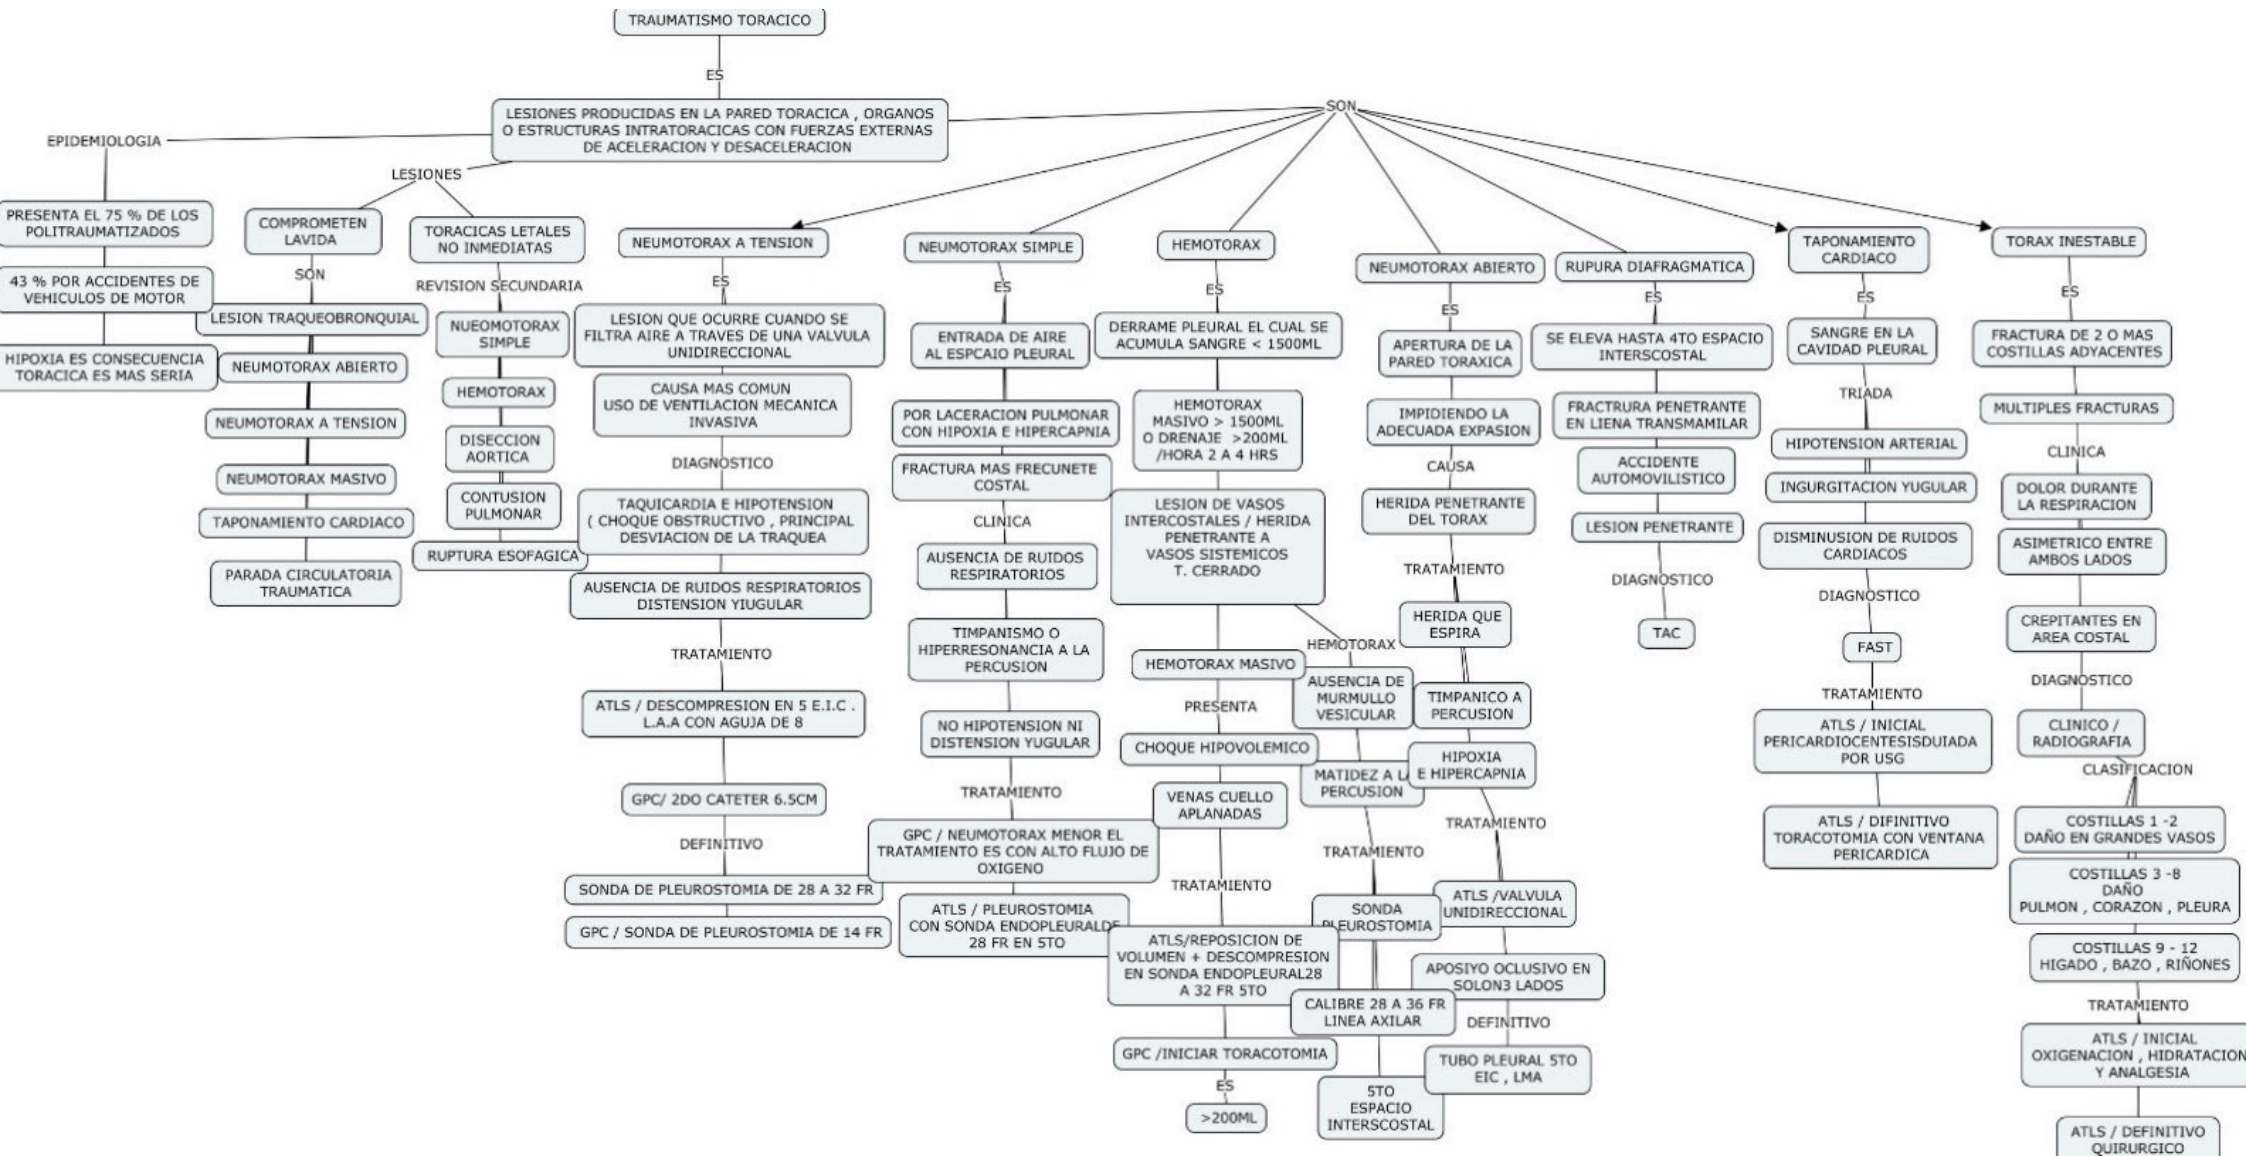 TRAUMATISMO TORACICO
ES
LESIONES PRODUCIDAS EN LA PARED TORACICA , ORGANOS
O ESTRUCTURAS INTRATORACICAS CON FUERZAS EXTERNAS
DE ACELERACION Y DESACELERACION
EPIDEMIOLOGIA
PRESENTA EL 75 % DE LOS
POLITRAUMATIZADOS
43 % POR ACCIDENTES DE
VEHICULOS DE MOTOR
HIPOXIA ES CONSECUENCIA
TORACICA ES MAS SERIA
LESIONES
COMPROMETEN
LAVIDA
SON
LESION TRAQUEOBRONQUIAL
NEUMOTORAX ABIERTO
NEUMOTORAX A TENSION
NEUMOTORAX MASIVO
TAPONAMIENTO CARDIACO
PARADA CIRCULATORIA
TRAUMATICA
TORACICAS LETALES
NO INMEDIATAS
REVISION SECUNDARIA
NUEOMOTORAX
SIMPLE
HEMOTORAX
DISECCION
AORTICA
CONTUSION
PULMONAR
RUPTURA ESOFAGICA
SON
NEUMOTORAX A TENSION
ES
LESION QUE OCURRE CUANDO SE
FILTRA AIRE A TRAVES DE UNA VALVULA
UNIDIRECCIONAL
CAUSA MAS COMUN
USO DE VENTILACION MECANICA
INVASIVA
DIAGNOSTICO
TAQUICARDIA E HIPOTENSION
( CHOQUE OBSTRUCTIVO , PRINCIPAL
DESVIACION DE LA TRAQUEA
AUSENCIA DE RUIDOS RESPIRATORIOS
DISTENSION YIUGULAR
TRATAMIENTO
ATLS / DESCOMPRESION EN 5 E.I.C .
L.A.A CON AGUJA DE 8
GPC/ 2DO CATETER 6.5CM
DEFINITIVO
SONDA DE PLEUROSTOMIA DE 28 A 32 FR
GPC / SONDA DE PLEUROSTOMIA DE 14 FR
NEUMOTORAX SIMPLE
ES
ENTRADA DE AIRE
AL ESPCAIO PLEURAL
POR LACERACION PULMONAR
CON HIPOXIA E HIPERCAPNIA
FRACTURA MAS FRECUNETE
COSTAL
CLINICA
AUSENCIA DE RUIDOS
RESPIRATORIOS
TIMPANISMO O
HIPERRESONANCIA A LA
PERCUSION
NO HIPOTENSION NI
DISTENSION YUGULAR
TRATAMIENTO
GPC / NEUMOTORAX MENOR EL
TRATAMIENTO ES CON ALTO FLUJO DE
OXIGENO
ATLS / PLEUROSTOMIA
CON SONDA ENDOPLEURALDE
28 FR EN 5TO
HEMOTORAX
ES
DERRAME PLEURAL EL CUAL SE
ACUMULA SANGRE < 1500ML
HEMOTORAX
MASIVO > 1500ML
O DRENAJE >200ML
/HORA 2 A 4 HRS
LESION DE VASOS
INTERCOSTALES / HERIDA
PENETRANTE A
VASOS SISTEMICOS
T. CERRADO
HEMOTORAX MASIVO
PRESENTA
CHOQUE HIPOVOLEMICO
VENAS CUELLO
APLANADAS
TRATAMIENTO
ATLS/REPOSICION DE
VOLUMEN + DESCOMPRESION
EN SONDA ENDOPLEURAL28
A 32 FR 5TO
GPC /INICIAR TORACOTOMIA
ES
>200ML
HEMOTORAX
AUSENCIA DE
MURMULLO
VESICULAR
MATIDEZ A LA
PERCUSION
TRATAMIENTO
SONDA
PLEUROSTOMIA
CALIBRE 28 A 36 FR
LINEA AXILAR
5TO
ESPACIO
INTERSCOSTAL
NEUMOTORAX ABIERTO
ES
APERTURA DE LA
PARED TORAXICA
IMPIDIENDO LA
ADECUADA EXPASION
CAUSA
HERIDA PENETRANTE
DEL TORAX
TRATAMIENTO
HERIDA QUE
ESPIRA
TIMPANICO A
PERCUSION
HIPOXIA
E HIPERCAPNIA
TRATAMIENTO
ATLS /VALVULA
UNIDIRECCIONAL
APOSIYO OCLUSIVO EN
SOLON3 LADOS
DEFINITIVO
TUBO PLEURAL 5TO
EIC , LMA
RUPURA DIAFRAGMATICA
ES
SE ELEVA HASTA 4TO ESPACIO
INTERSCOSTAL
FRACTRURA PENETRANTE
EN LIENA TRANSMAMILAR
ACCIDENTE
AUTOMOVILISTICO
LESION PENETRANTE
DIAGNOSTICO
TAC
TAPONAMIENTO
CARDIACO
ES
SANGRE EN LA
CAVIDAD PLEURAL
TRIADA
HIPOTENSION ARTERIAL
INGURGITACION YUGULAR
DISMINUSION DE RUIDOS
CARDIACOS
DIAGNOSTICO
FAST
TRATAMIENTO
ATLS / INICIAL
PERICARDIOCENTESISDUIADA
POR USG
ATLS / DIFINITIVO
TORACOTOMIA CON VENTANA
PERICARDICA
TORAX INESTABLE
ES
FRACTURA DE 2 O MAS
COSTILLAS ADYACENTES
MULTIPLES FRACTURAS
CLINICA
DOLOR DURANTE
LA RESPIRACION
ASIMETRICO ENTRE
AMBOS LADOS
CREPITANTES EN
AREA COSTAL
DIAGNOSTICO
CLINICO /
RADIOGRAFIA
CLASIFICACION
COSTILLAS 1 -2
DAÑO EN GRANDES VASOS
COSTILLAS 3 -8
DAÑO
PULMON , CORAZON , PLEURA
COSTILLAS 9 - 12
HIGADO , BAZO , RIÑONES
TRATAMIENTO
ATLS / INICIAL
OXIGENACION , HIDRATACION
Y ANALGESIA
ATLS / DEFINITIVO
QUIRURGICO